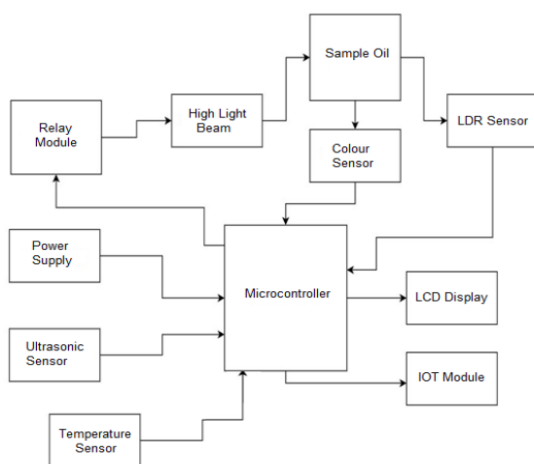 Sample Oil
High Light
Beam
Relay
Module
LDR Sensor
Colour
Sensor
Power
Supply
Microcontroller
LCD Display
Ultrasonic
Sensor
IOT Module
Temperature
Sensor